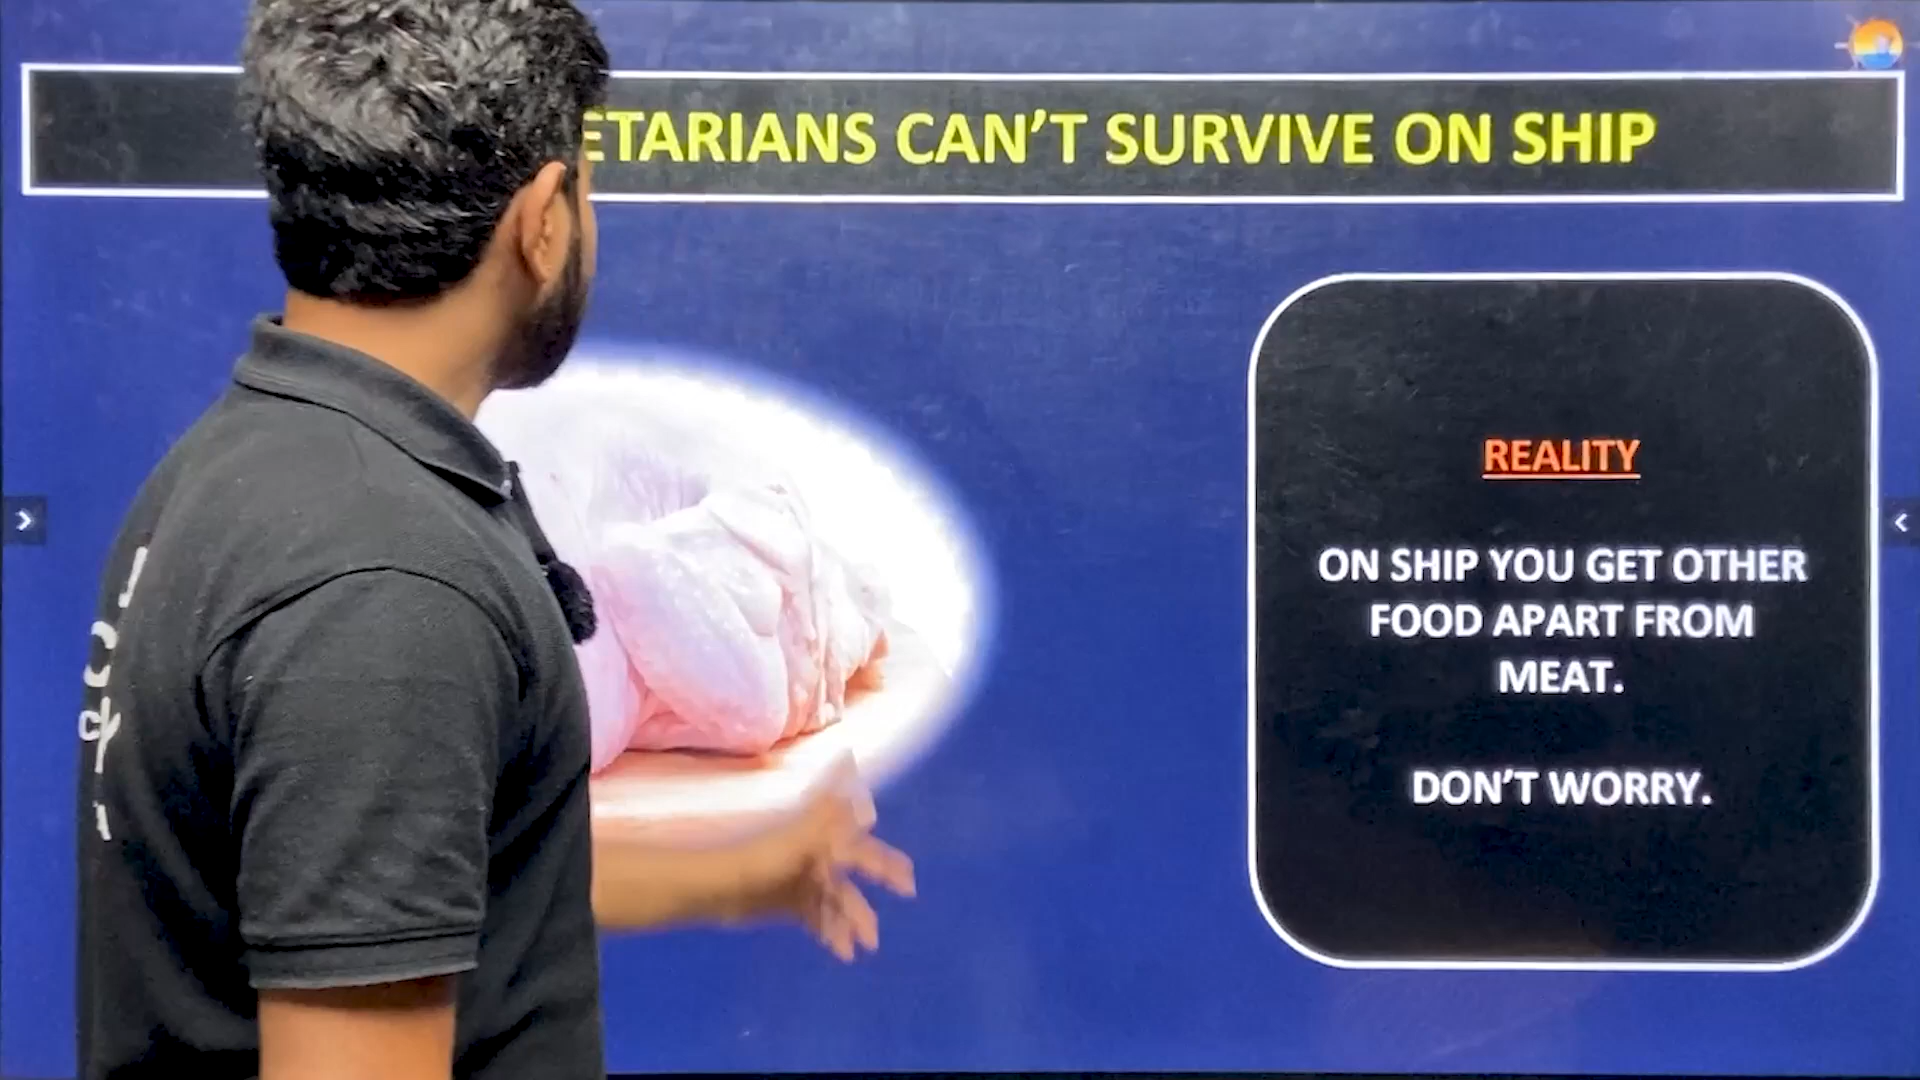 ETARIANS CAN'T SURVIVE ON SHIP
REALITY
ON SHIP YOU GET OTHER
FOOD APART FROM
MEAT.
DON'T WORRY.